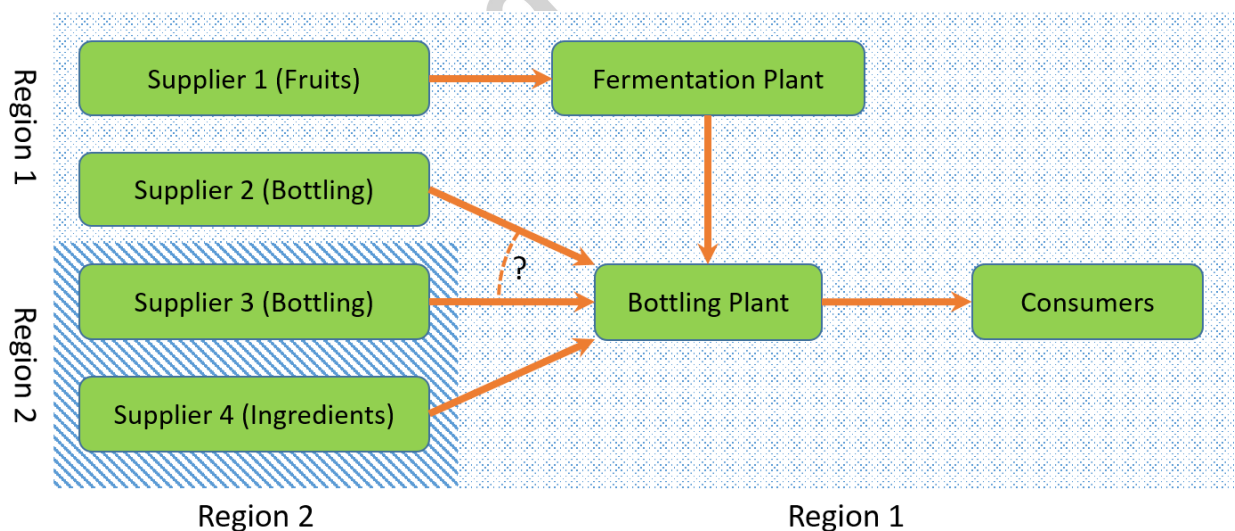 Region 1
Supplier 1 (Fruits)
Fermentation Plant
Supplier 2 (Bottling)
?
Region 2
Supplier 3 (Bottling)
Bottling Plant
Consumers
Supplier 4 (Ingredients)
Region 2
Region 1